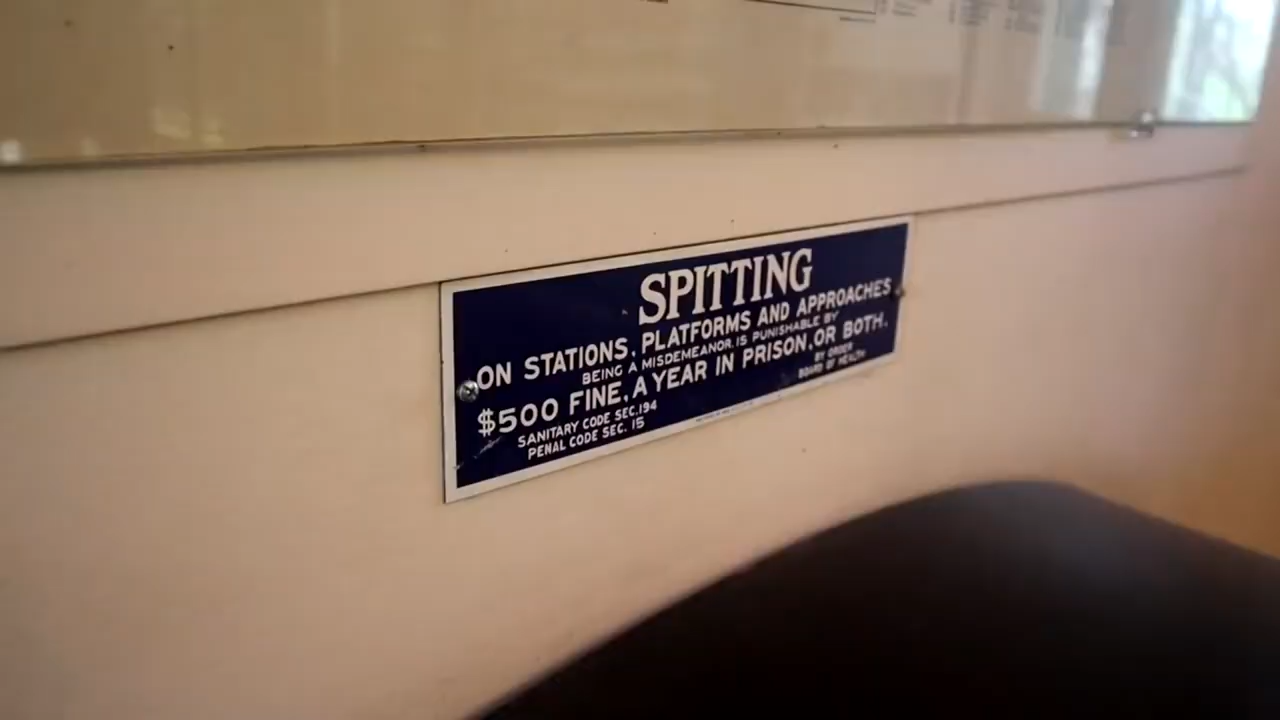 SPITTING
ON STATIONS, PLATFORMS AND APPROACHES
BEING A MISDEMEANOR, IS PUNISHABLE BY
$500 FINE, A YEAR IN PRISON, OR BOTH.
SANITARY CODE SEC. 194
PENAL CODE SEC. 15
BY ORDER
BOARD OF HEALTH